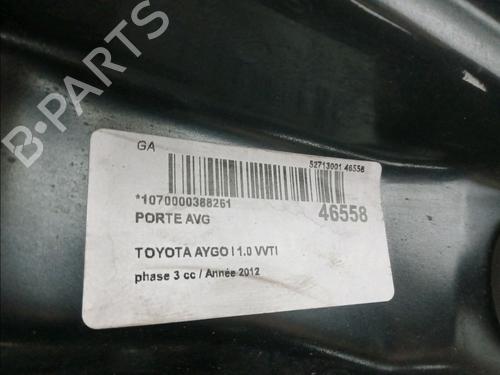 B-PARTS
GA
52713001 46558
*1070000388261
46558
PORTE AVG
TOYOTA AYGO I 1.0 VVTI
phase 3 cc / Année 2012